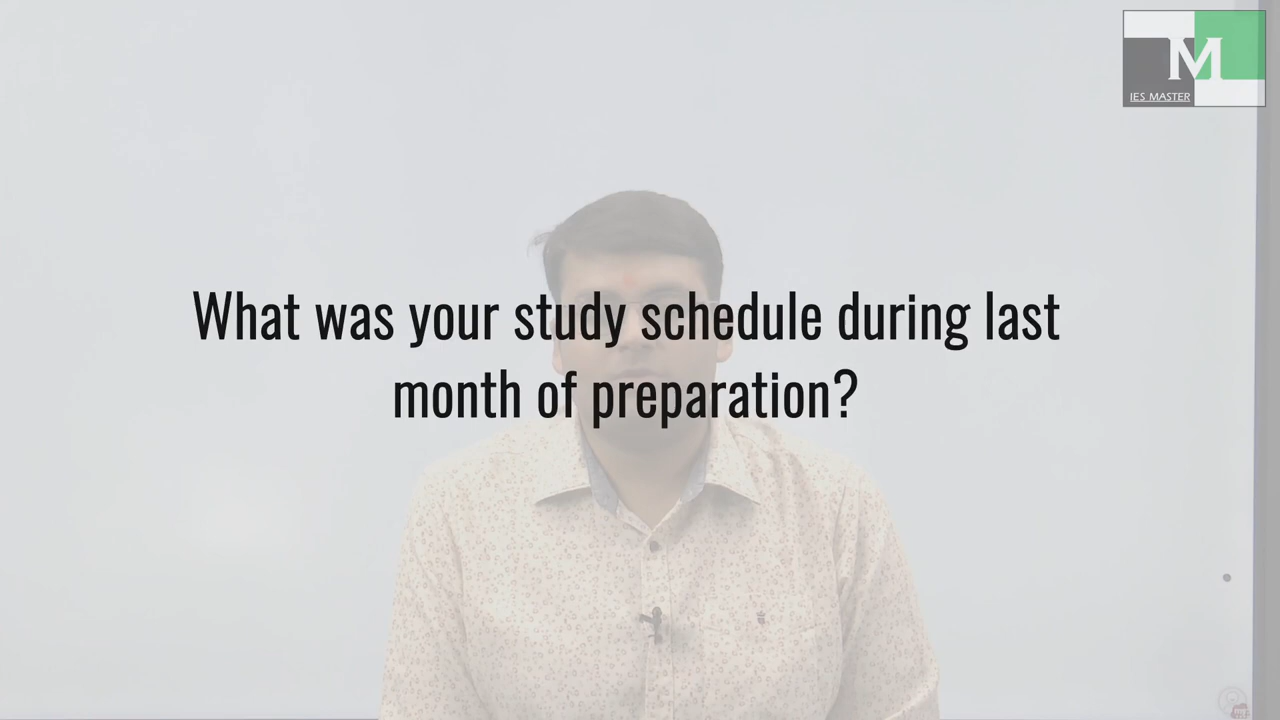 M
IES MASTER
What was your study schedule during last
month of preparation?